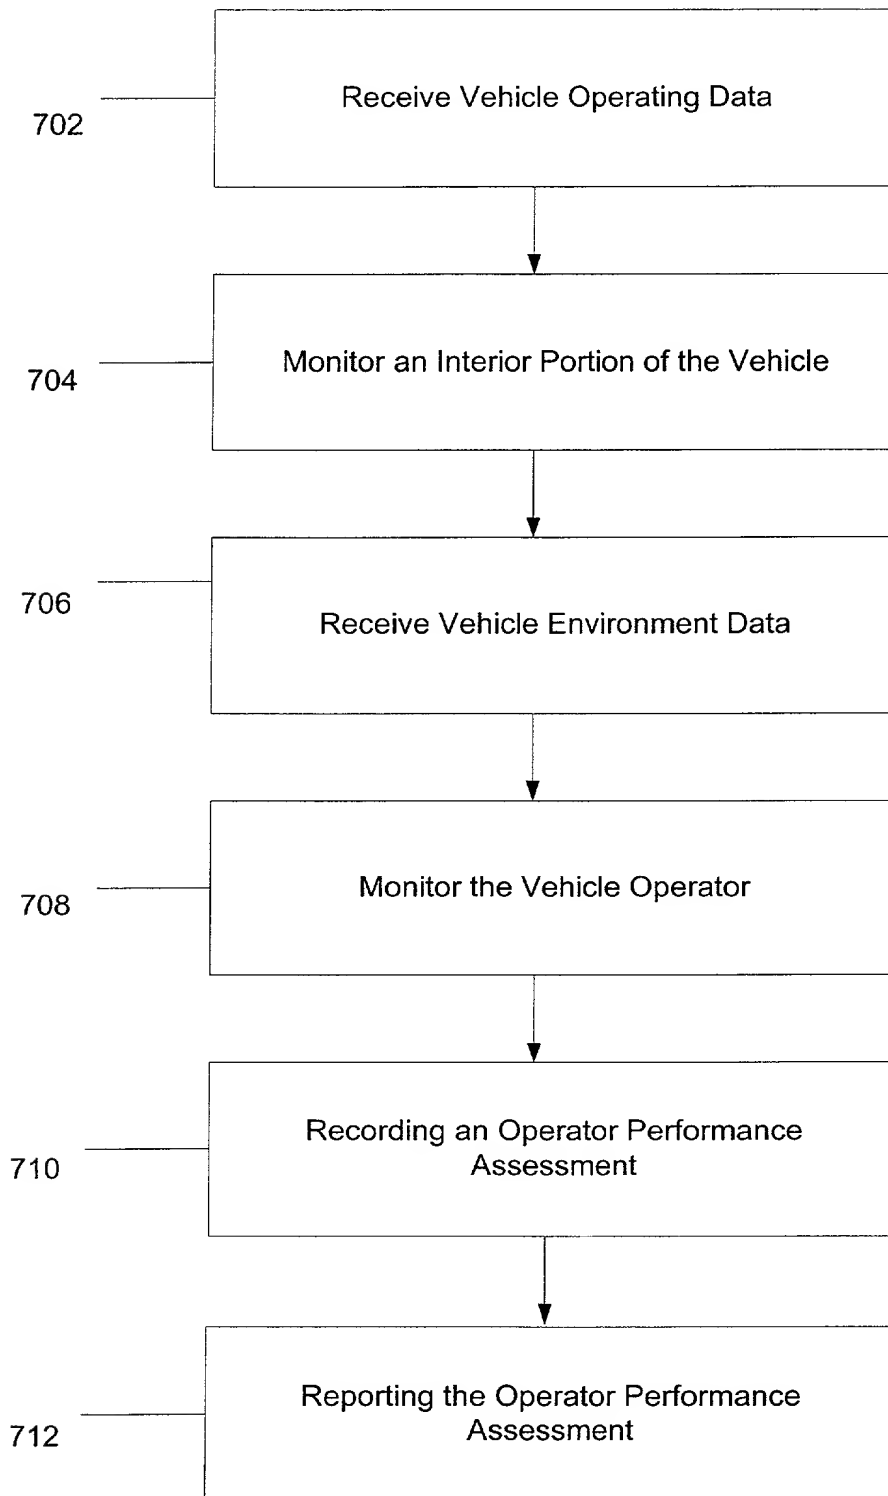 Receive Vehicle Operating Data
702
Monitor an Interior Portion of the Vehicle
704
Receive Vehicle Environment Data
706
Monitor the Vehicle Operator
708
Recording an Operator Performance
Assessment
710
Reporting the Operator Performance
Assessment
712